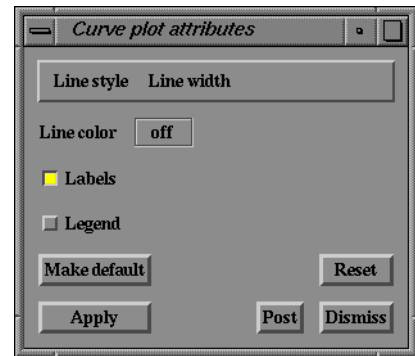 Curve plot attributes
Line style Line width
Line color off
Labels
Legend
Make default Reset
Apply Post Dismiss